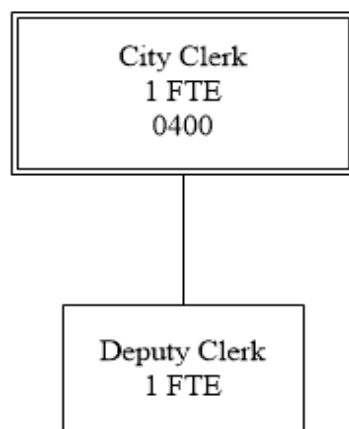 City Clerk
1 FTE
0400
Deputy Clerk
1 FTE